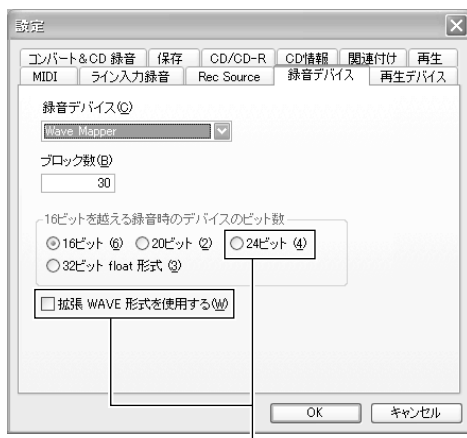 設定
コンバート&CD 録音 保存 CD/CD-R CD情報 関連付け 再生
MIDI ライン入力録音 Rec Source 録音デバイス 再生デバイス
録音デバイス(C)
Wave Mapper
ブロック数(B)
30
16ビットを越える録音時のデバイスのビット数
16ビット (6) 20ビット (2) 24ビット (4)
32ビット float 形式 (3)
拡張 WAVE 形式を使用する(W)
OK キャンセル